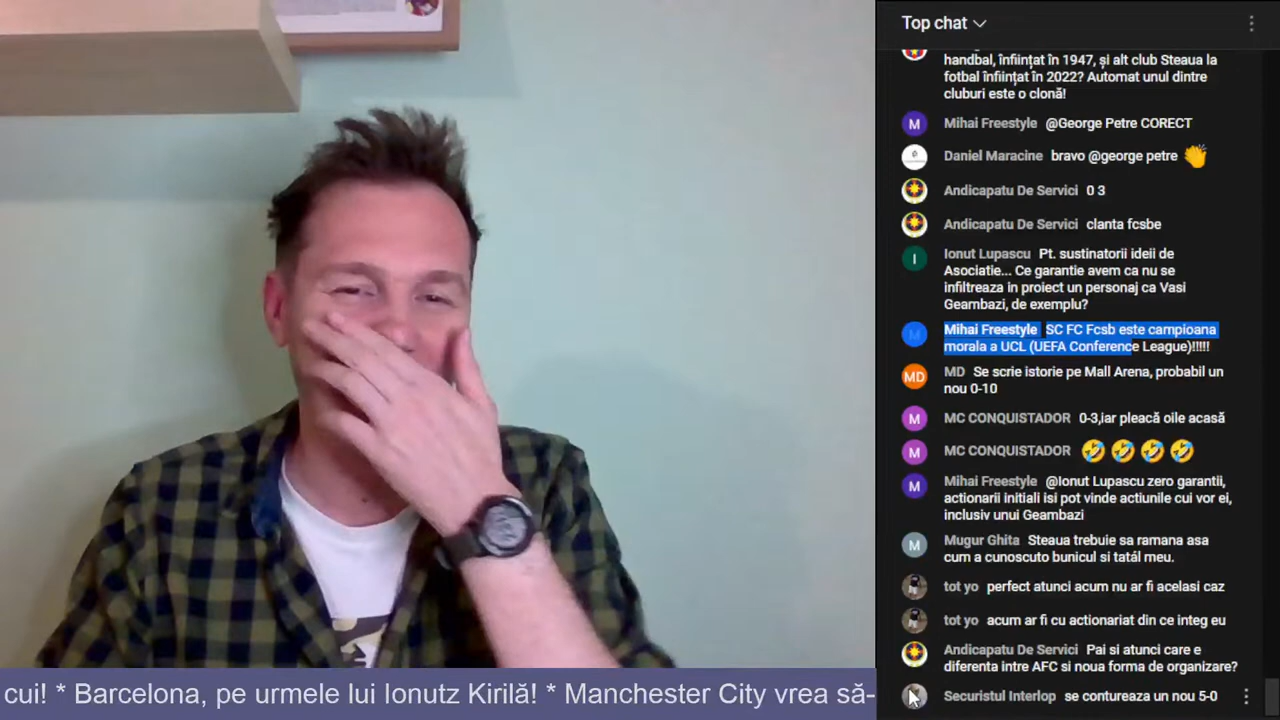 Top chat
handbal, înființat în 1947, și alt club Steaua la
fotbal înființat în 2022? Automat unul dintre
cluburi este o clonă!
Mihai Freestyle @George Petre CORECT
Daniel Maracine bravo @george petre 👏
Andicapatu De Servici 0 3
Andicapatu De Servici clanta fcsbe
Ionut Lupascu Pt. sustinatorii ideii de
Asociatie... Ce garantie avem ca nu se
infiltreaza in proiect un personaj ca Vasi
Geambazi, de exemplu?
Mihai Freestyle SC FC Fcsb este campioana
morala a UCL (UEFA Conference League)!!!!!
MD Se scrie istorie pe Mall Arena, probabil un
nou 0-10
MC CONQUISTADOR 0-3,iar pleacă oile acasă
MC CONQUISTADOR 🤣🤣🤣🤣
Mihai Freestyle @Ionut Lupascu zero garantii,
actionarii initiali isi pot vinde actiunile cui vor ei,
inclusiv unui Geambazi
Mugur Ghita Steaua trebuie sa ramana asa
cum a cunoscuto bunicul si tatál meu.
tot yo perfect atunci acum nu ar fi acelasi caz
tot yo acum ar fi cu actionariat din ce integ eu
Andicapatu De Servici Pai si atunci care e
diferenta intre AFC si noua forma de organizare?
Securistul Interlop se contureaza un nou 5-0
cui! * Barcelona, pe urmele lui Ionutz Kirilă! * Manchester City vrea să-